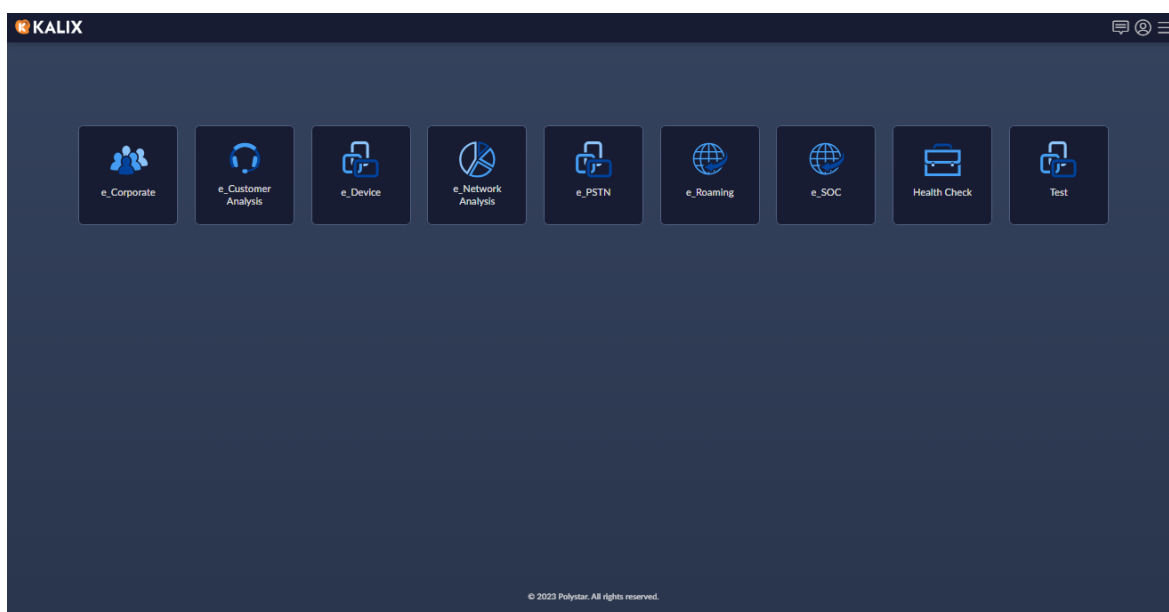 KALIX
e_Corporate
e_Customer
Analysis
e_Device
e_Network
Analysis
e_PSTN
e_Roaming
e_SOC
Health Check
Test
© 2023 Polystar. All rights reserved.